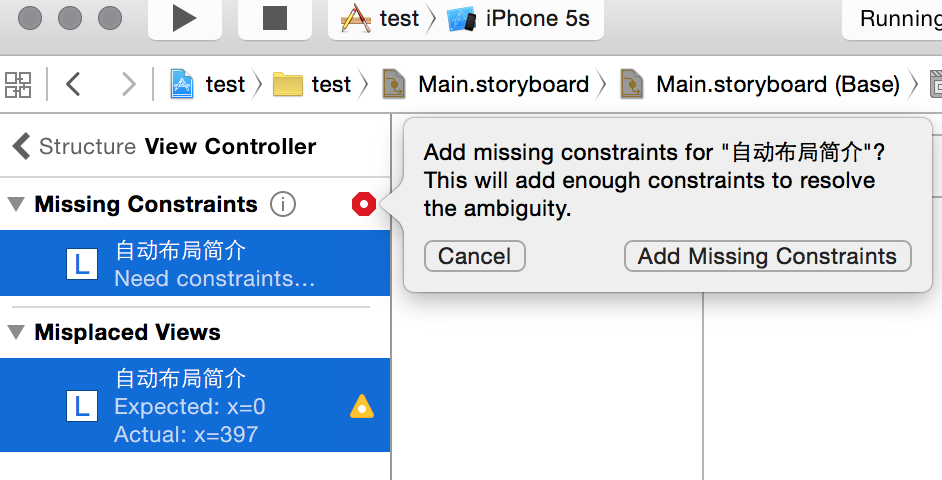 test
iPhone 5s
Running
test
test
Main.storyboard
Main.storyboard (Base)
Structure View Controller
Add missing constraints for "自动布局简介"?
This will add enough constraints to resolve
the ambiguity.
Cancel
Add Missing Constraints
Missing Constraints
L
自动布局简介
Need constraints...
Misplaced Views
L
自动布局简介
Expected: x=0
Actual: x=397